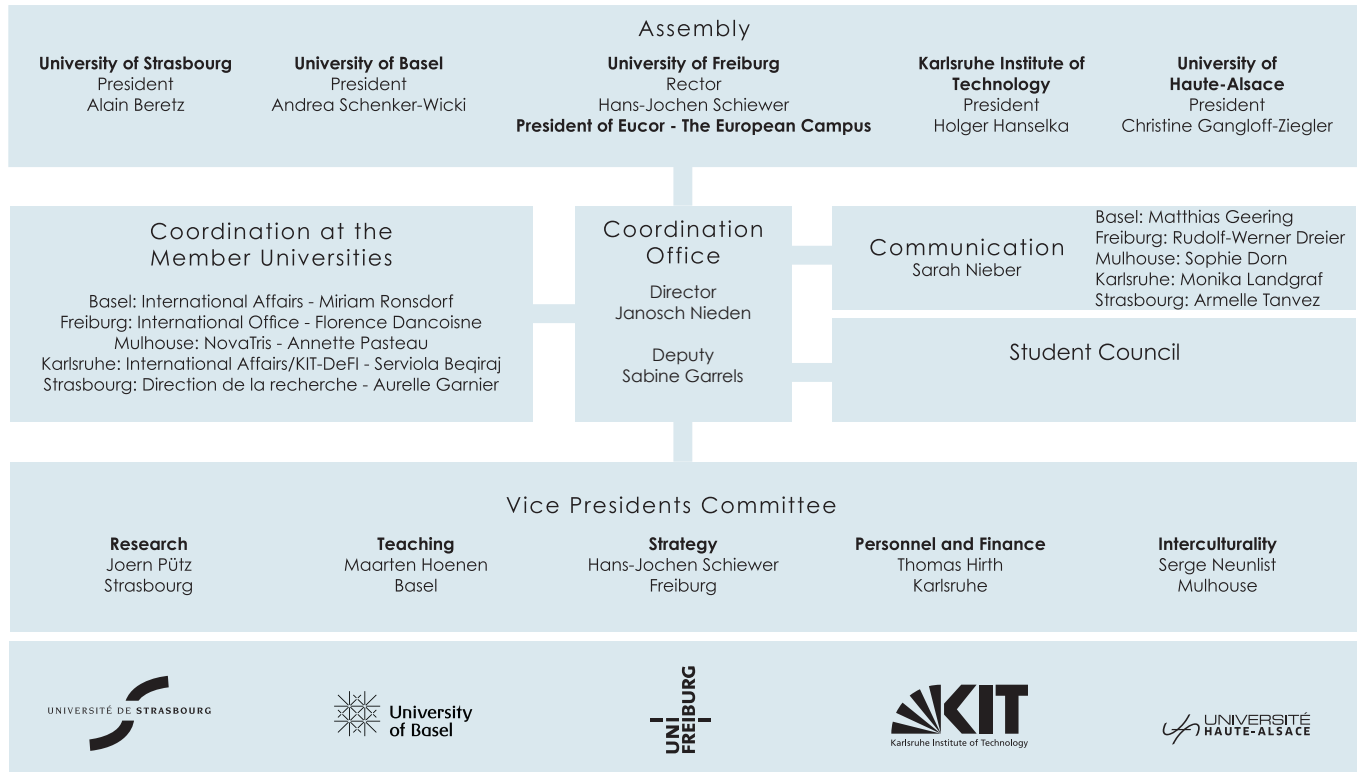 Assembly
University of Strasbourg
President
Alain Beretz
University of Basel
President
Andrea Schenker-Wicki
University of Freiburg
Rector
Hans-Jochen Schiewer
President of Eucor - The European Campus
Karlsruhe Institute of
Technology
President
Holger Hanselka
University of
Haute-Alsace
President
Christine Gangloff-Ziegler
Coordination at the
Member Universities
Basel: International Affairs - Miriam Ronsdorf
Freiburg: International Office - Florence Dancoisne
Mulhouse: NovaTris - Annette Pasteau
Karlsruhe: International Affairs/KIT-DeFI - Serviola Beqiraj
Strasbourg: Direction de la recherche - Aurelle Garnier
Coordination
Office
Director
Janosch Nieden
Deputy
Sabine Garrels
Communication
Sarah Nieber
Basel: Matthias Geering
Freiburg: Rudolf-Werner Dreier
Mulhouse: Sophie Dorn
Karlsruhe: Monika Landgraf
Strasbourg: Armelle Tanvez
Student Council
Vice Presidents Committee
Research
Joern Pütz
Strasbourg
Teaching
Maarten Hoenen
Basel
Strategy
Hans-Jochen Schiewer
Freiburg
Personnel and Finance
Thomas Hirth
Karlsruhe
Interculturality
Serge Neunlist
Mulhouse
UNIVERSITÉ DE STRASBOURG
University
of Basel
UNI
FREIBURG
KIT
Karlsruhe Institute of Technology
UNIVERSITÉ
HAUTE-ALSACE